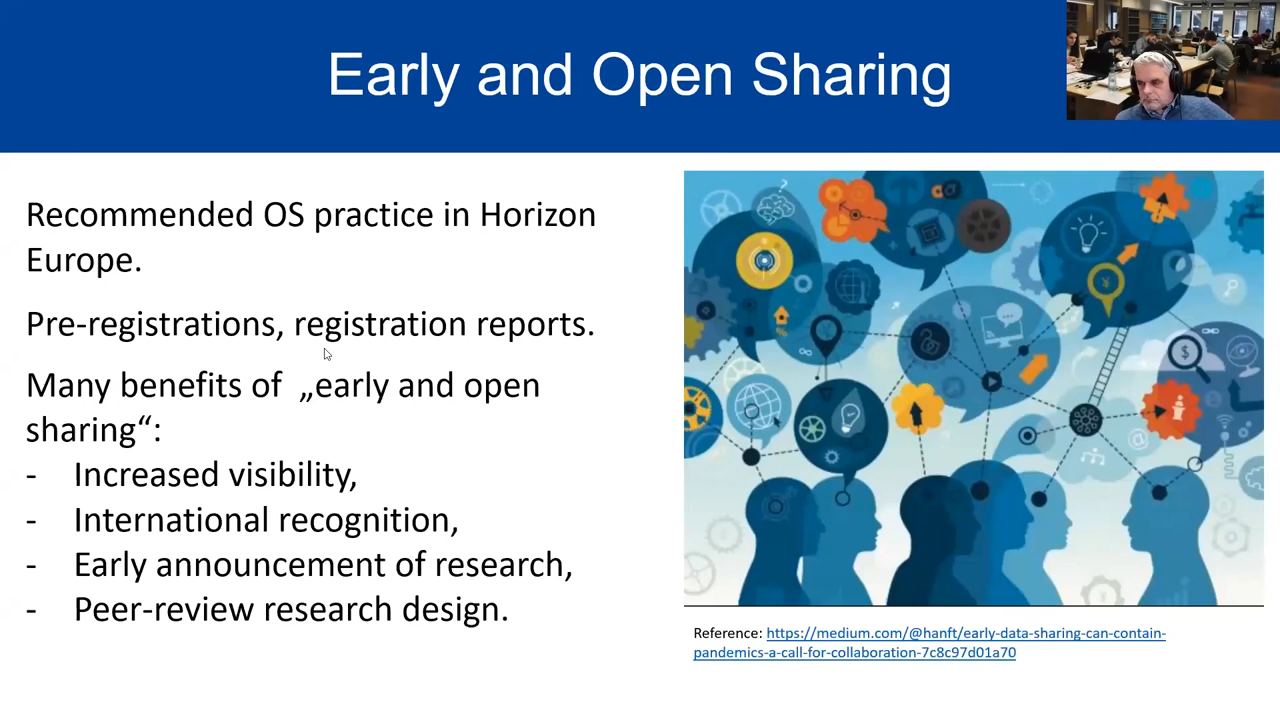 Early and Open Sharing
Recommended OS practice in Horizon
Europe.
Pre-registrations, registration reports.
Many benefits of „early and open
sharing“:
- Increased visibility,
- International recognition,
- Early announcement of research,
- Peer-review research design.
Reference: https://medium.com/@hanft/early-data-sharing-can-contain-
pandemics-a-call-for-collaboration-7c8c97d01a70